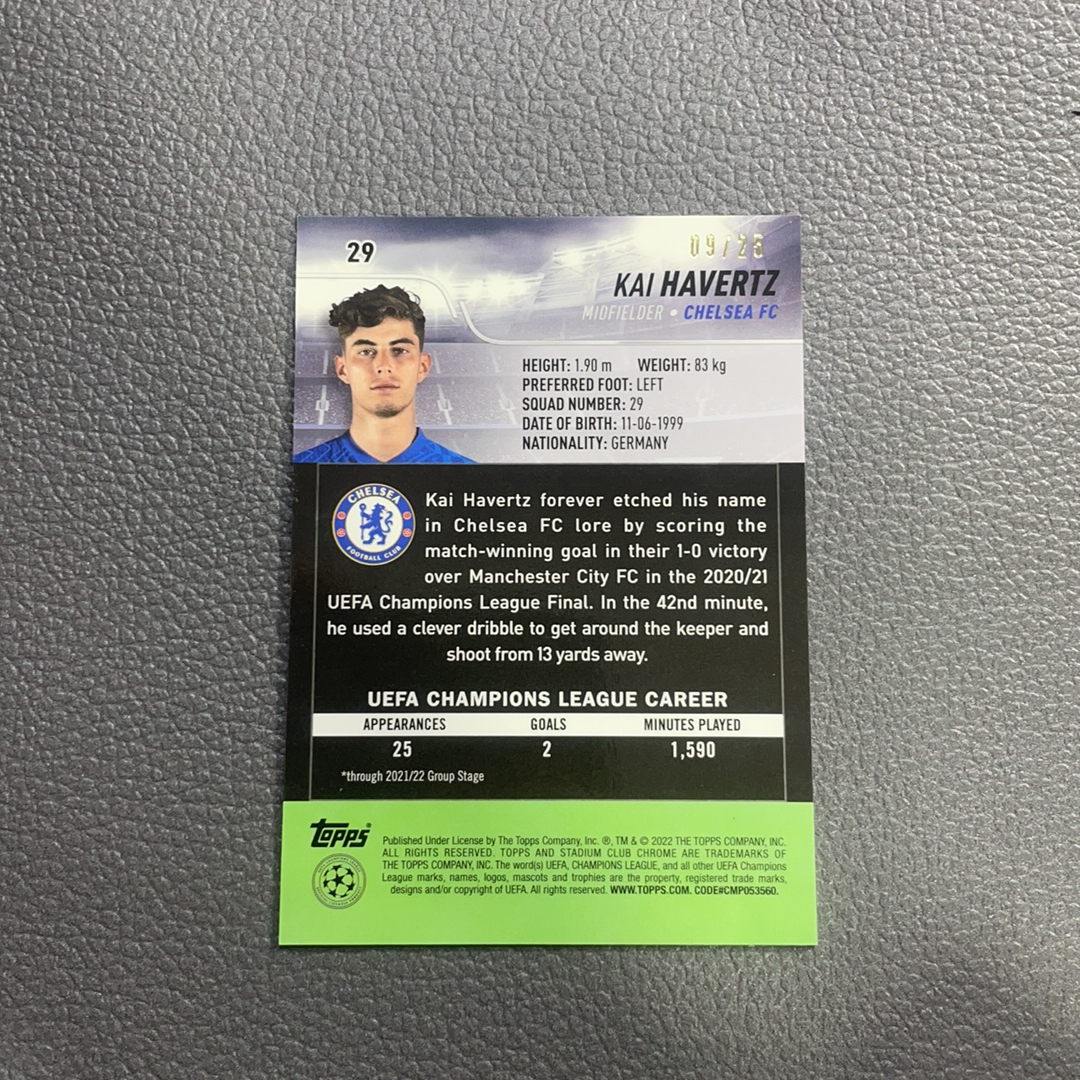 29
09/25
KAI HAVERTZ
MIDFIELDER • CHELSEA FC
HEIGHT: 1.90 m WEIGHT: 83 kg
PREFERRED FOOT: LEFT
SQUAD NUMBER: 29
DATE OF BIRTH: 11-06-1999
NATIONALITY: GERMANY
CHELSEA
FOOTBALL CLUB
Kai Havertz forever etched his name
in Chelsea FC lore by scoring the
match-winning goal in their 1-0 victory
over Manchester City FC in the 2020/21
UEFA Champions League Final. In the 42nd minute,
he used a clever dribble to get around the keeper and
shoot from 13 yards away.
UEFA CHAMPIONS LEAGUE CAREER
APPEARANCES GOALS MINUTES PLAYED
25 2 1,590
*through 2021/22 Group Stage
Topps®
Published Under License by The Topps Company, Inc. ®, TM & © 2022 THE TOPPS COMPANY, INC.
ALL RIGHTS RESERVED. TOPPS AND STADIUM CLUB CHROME ARE TRADEMARKS OF
THE TOPPS COMPANY, INC. The word(s) UEFA, CHAMPIONS LEAGUE, and all other UEFA Champions
League marks, names, logos, mascots and trophies are the property, registered trade marks,
designs and/or copyright of UEFA. All rights reserved. WWW.TOPPS.COM. CODE#CMP053560.